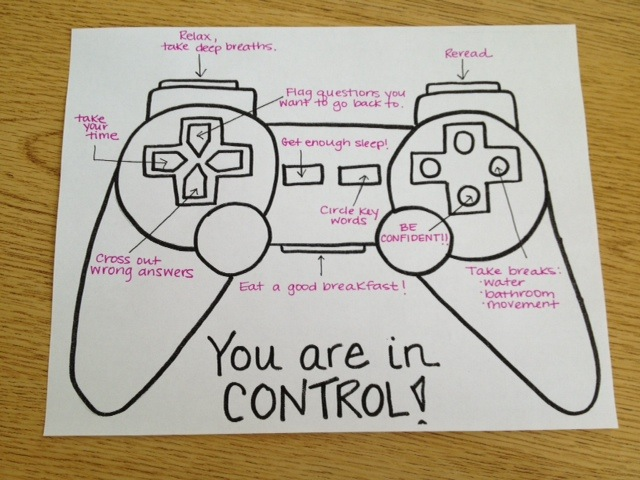 Relax,
take deep breaths.
Reread
Flag questions you
want to go back to.
take
your
time
Get enough sleep!
Circle key
words
BE
CONFIDENT!!
Cross out
wrong answers
Eat a good breakfast!
Take breaks:
·water
·bathroom
·movement
You are in
CONTROL!